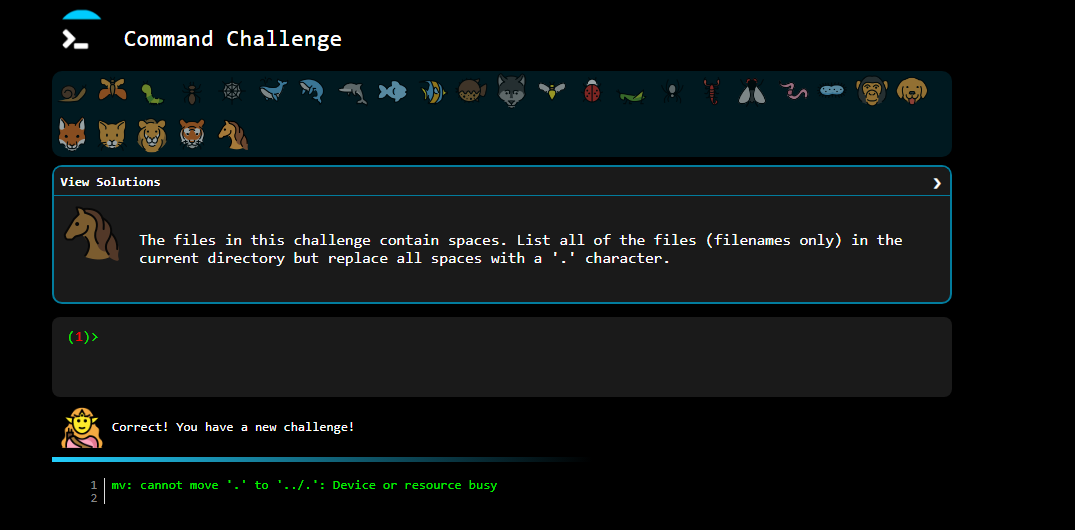 Command Challenge
View Solutions
The files in this challenge contain spaces. List all of the files (filenames only) in the
current directory but replace all spaces with a '.' character.
(1)>
Correct! You have a new challenge!
1 mv: cannot move '.' to '../.': Device or resource busy
2